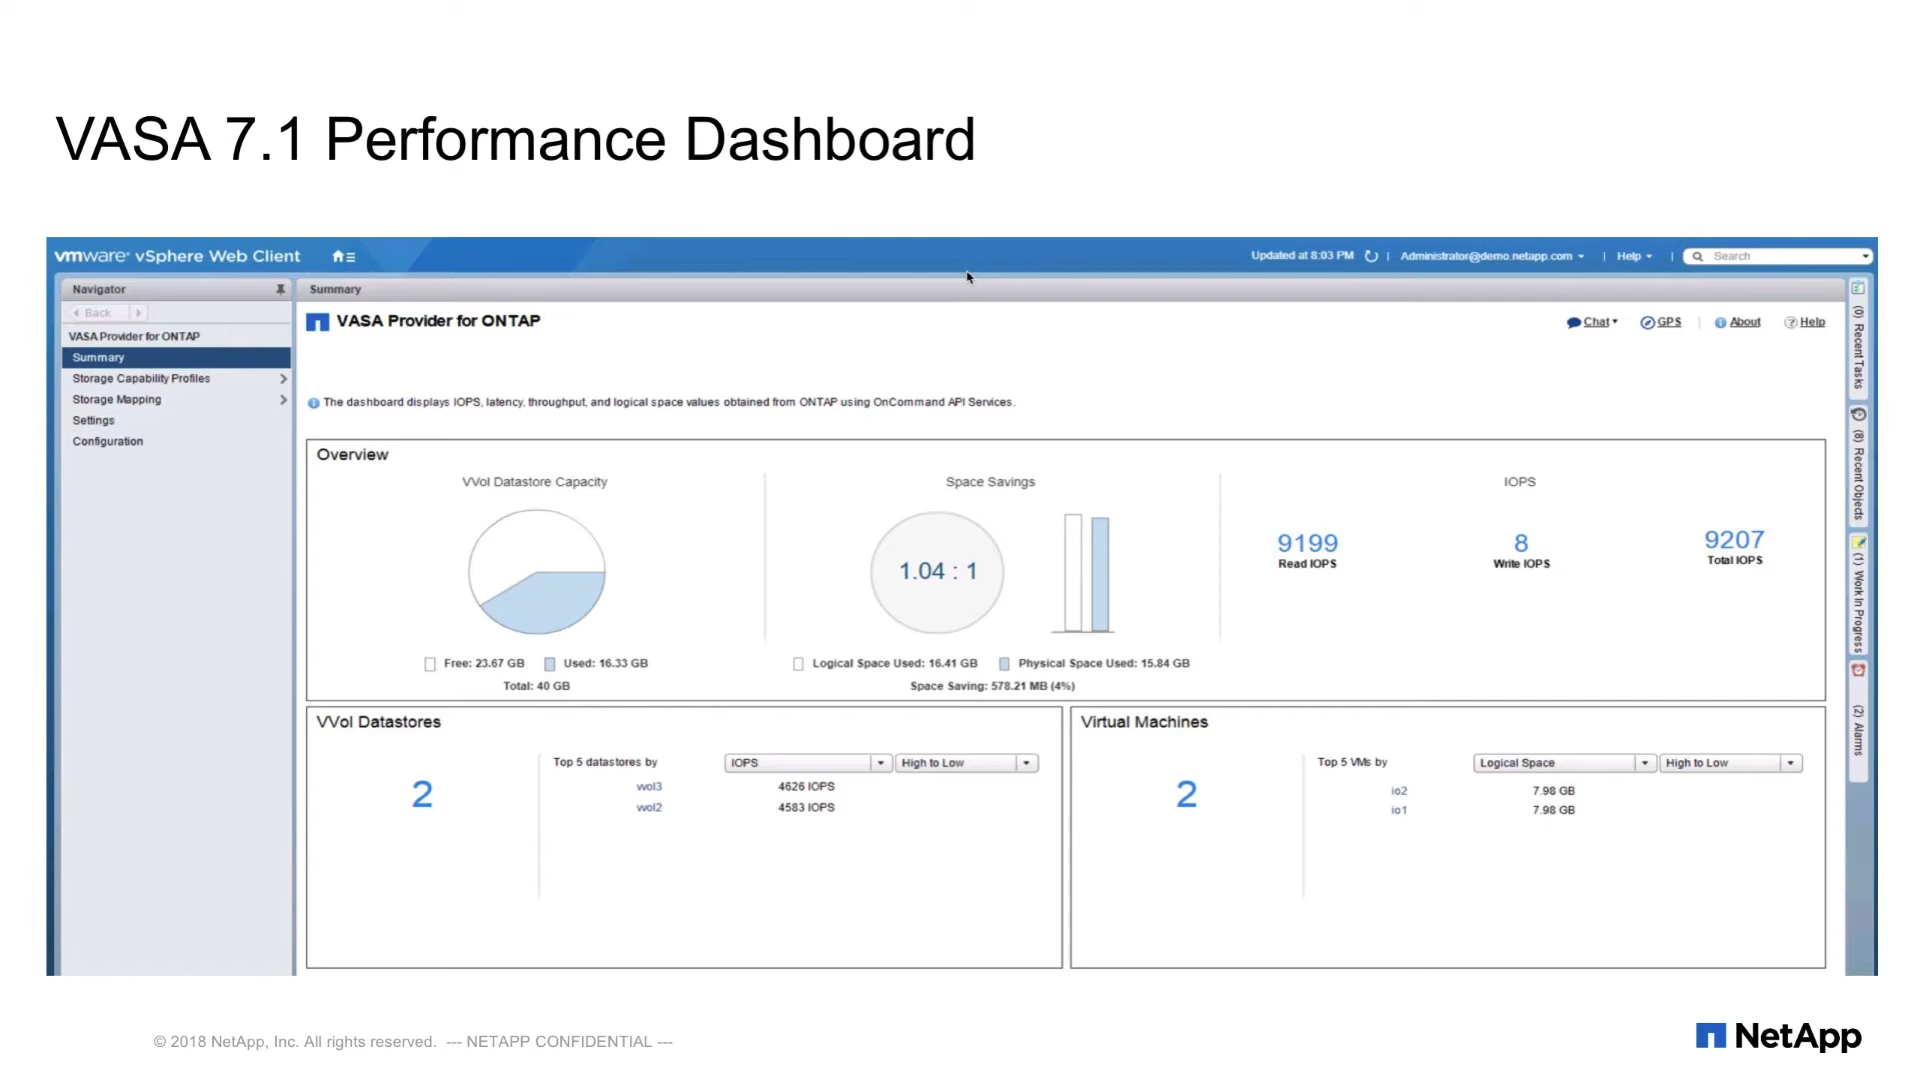 VASA 7.1 Performance Dashboard
vmware® vSphere Web Client
Updated at 8:03 PM | Administrator@demo.netapp.com | Help | Search
Navigator
Summary
Back
VASA Provider for ONTAP
Summary
Storage Capability Profiles
Storage Mapping
Settings
Configuration
VASA Provider for ONTAP
Chat GPS | About Help
The dashboard displays IOPS, latency, throughput, and logical space values obtained from ONTAP using OnCommand API Services.
Overview
VVol Datastore Capacity
Free: 23.67 GB Used: 16.33 GB
Total: 40 GB
Space Savings
1.04 : 1
Logical Space Used: 16.41 GB Physical Space Used: 15.84 GB
Space Saving: 578.21 MB (4%)
IOPS
9199 8 9207
Read IOPS Write IOPS Total IOPS
VVol Datastores
2
Top 5 datastores by IOPS High to Low
vvol3 4626 IOPS
vvol2 4583 IOPS
Virtual Machines
2
Top 5 VMs by Logical Space High to Low
io2 7.98 GB
io1 7.98 GB
(0) Recent Tasks
(8) Recent Objects
(1) Work In Progress
(2) Alarms
© 2018 NetApp, Inc. All rights reserved. --- NETAPP CONFIDENTIAL ---
NetApp